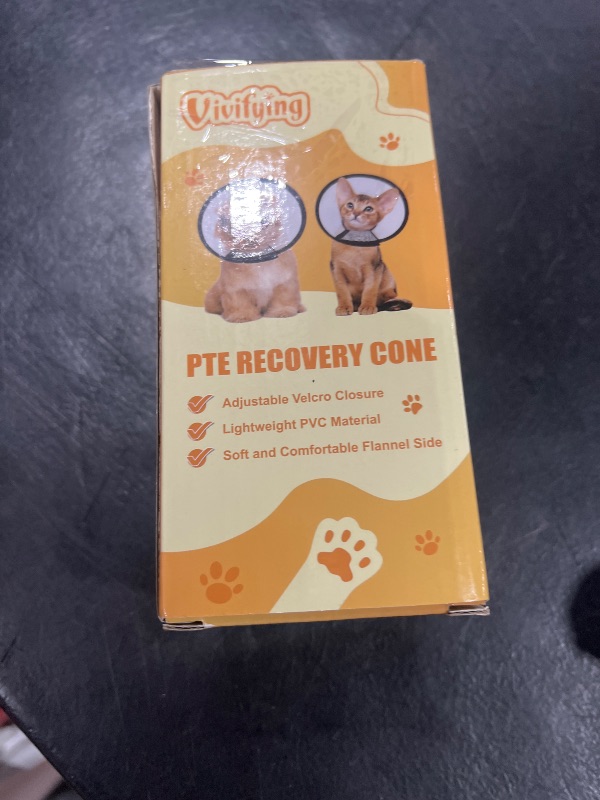 Vivifying
PTE RECOVERY CONE
Adjustable Velcro Closure
Lightweight PVC Material
Soft and Comfortable Flannel Side